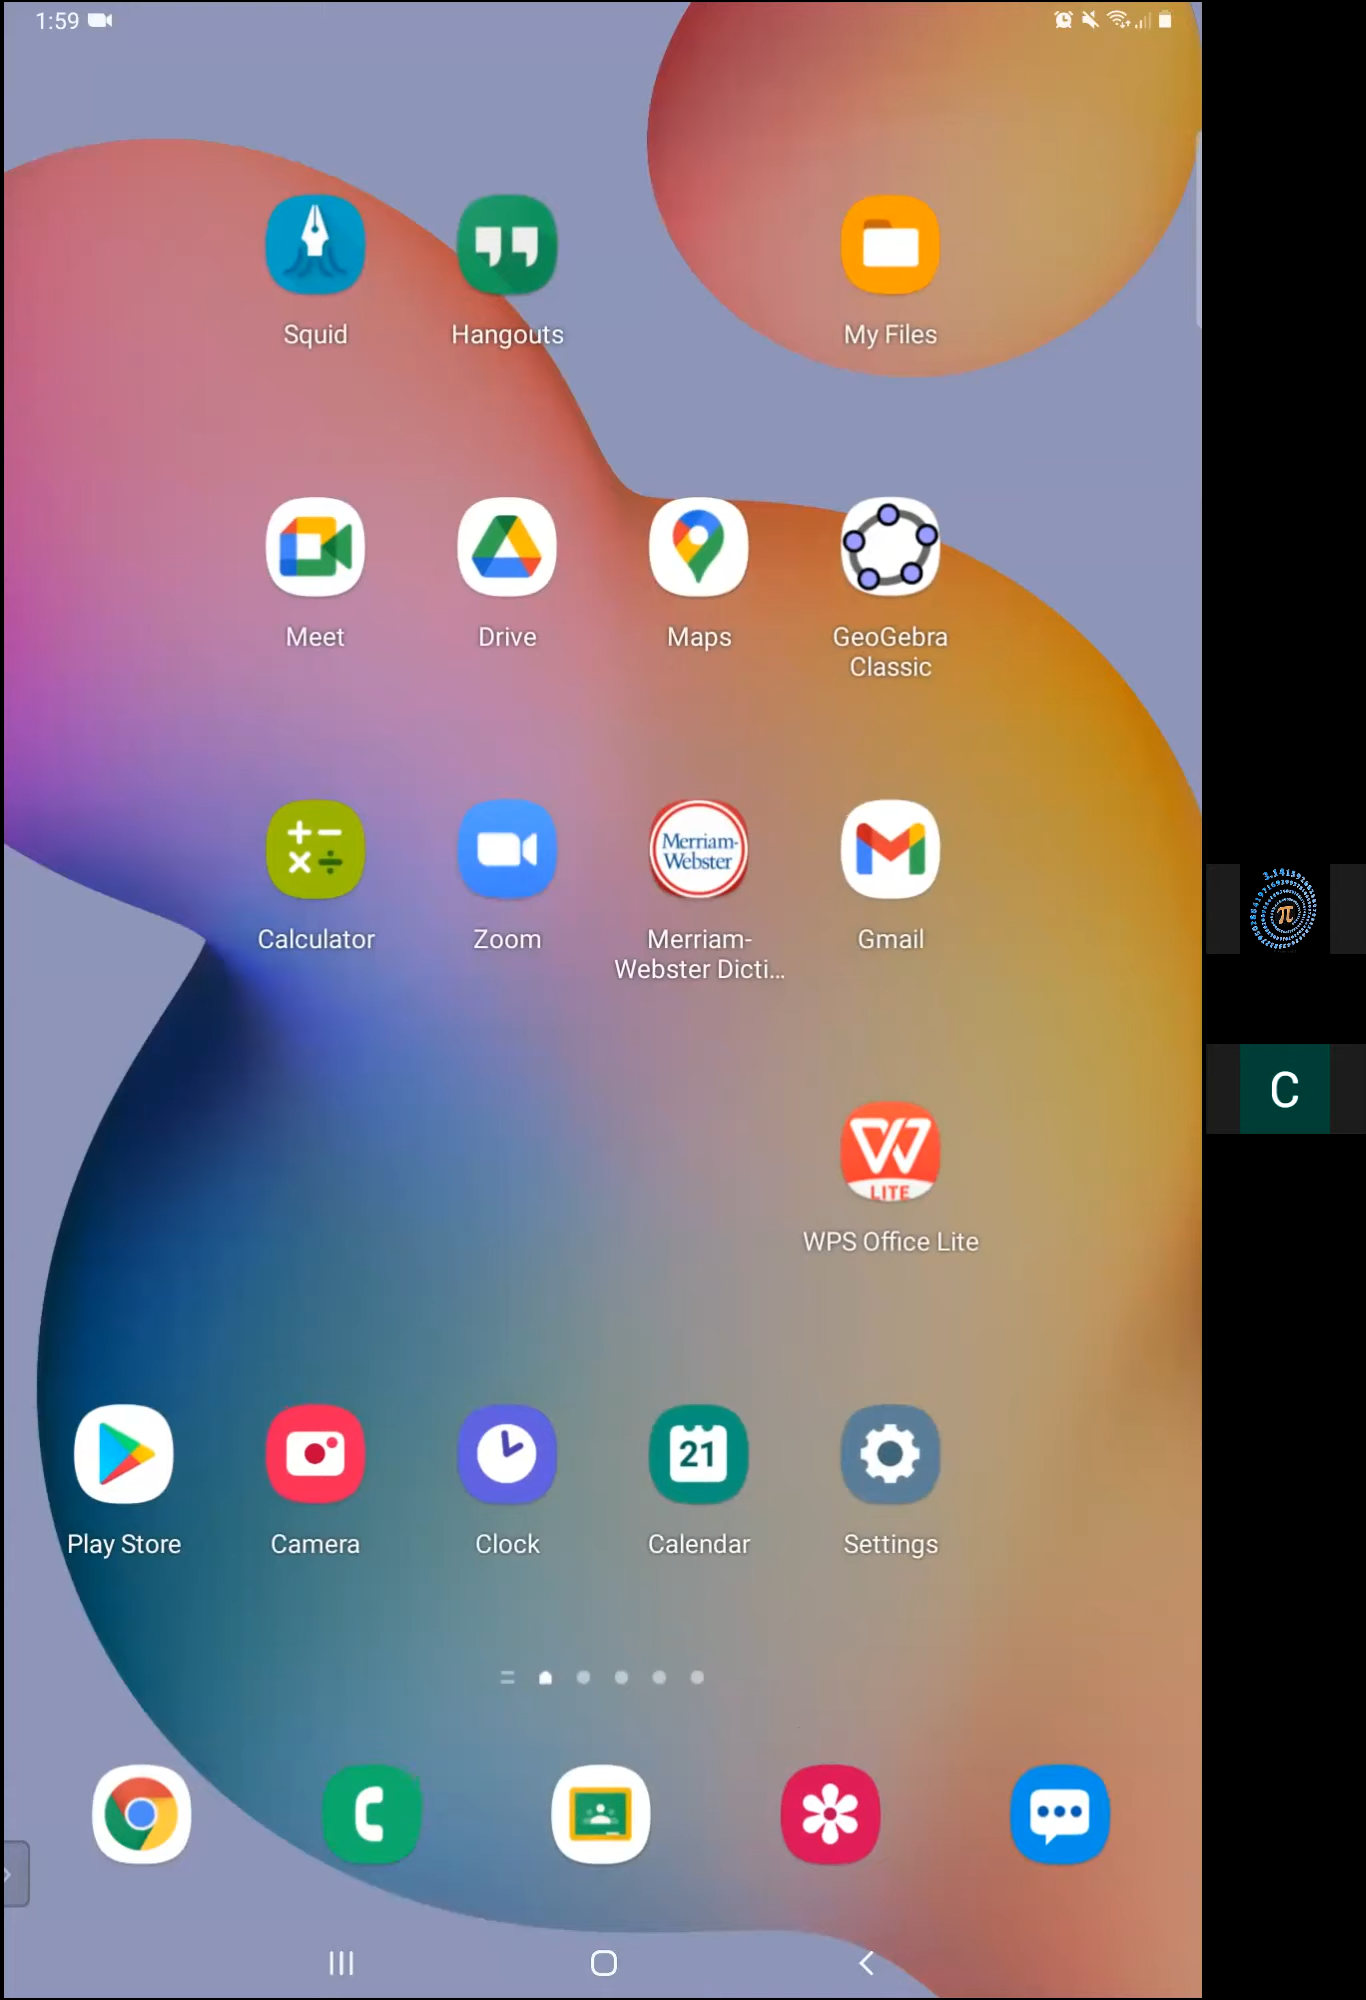 1:59
Squid
Hangouts
My Files
Meet
Drive
Maps
GeoGebra
Classic
Merriam-
Webster
Calculator
Zoom
Merriam-
Webster Dicti...
Gmail
LITE
WPS Office Lite
21
Play Store
Camera
Clock
Calendar
Settings
π
C